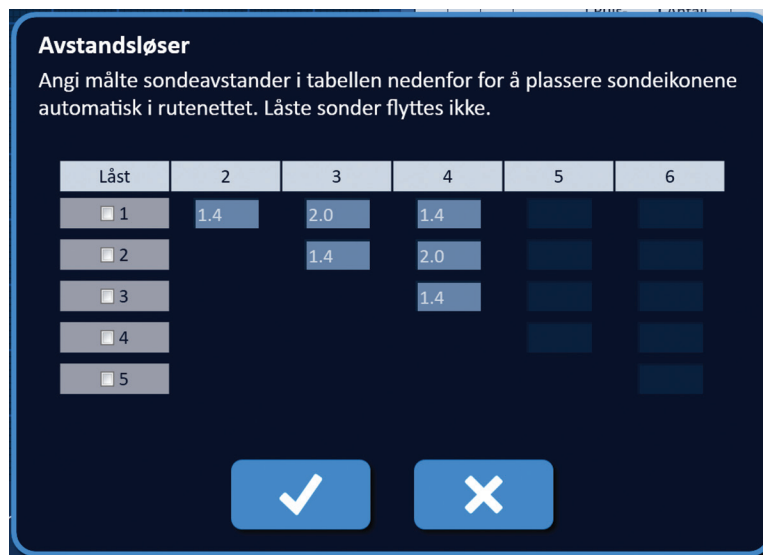 Avstandsløser
Angi målte sondeavstander i tabellen nedenfor for å plassere sondeikonene
automatisk i rutenettet. Låste sonder flyttes ikke.
Låst 2 3 4 5 6
1 1.4 2.0 1.4
2 1.4 2.0
3 1.4
4
5